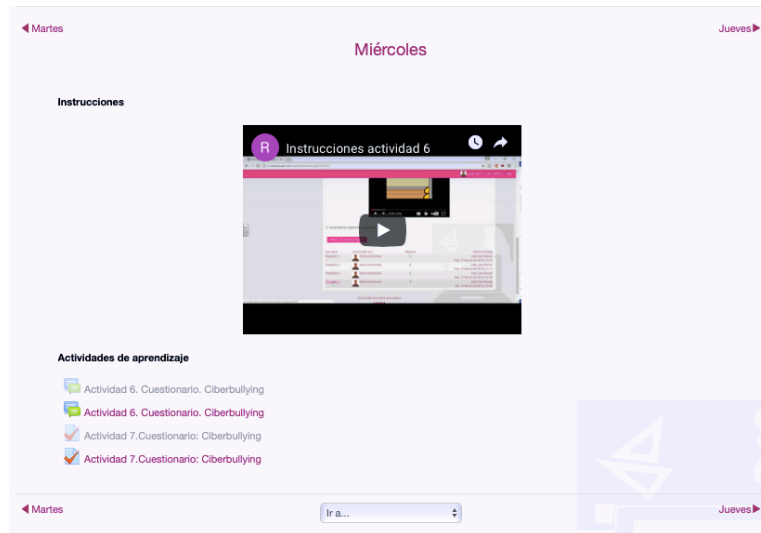 Martes
Jueves
Miércoles
Instrucciones
R
Instrucciones actividad 6
Actividades de aprendizaje
Actividad 6. Cuestionario. Ciberbullying
Actividad 6. Cuestionario. Ciberbullying
Actividad 7.Cuestionario: Ciberbullying
Actividad 7.Cuestionario: Ciberbullying
Martes
Ir a...
Jueves